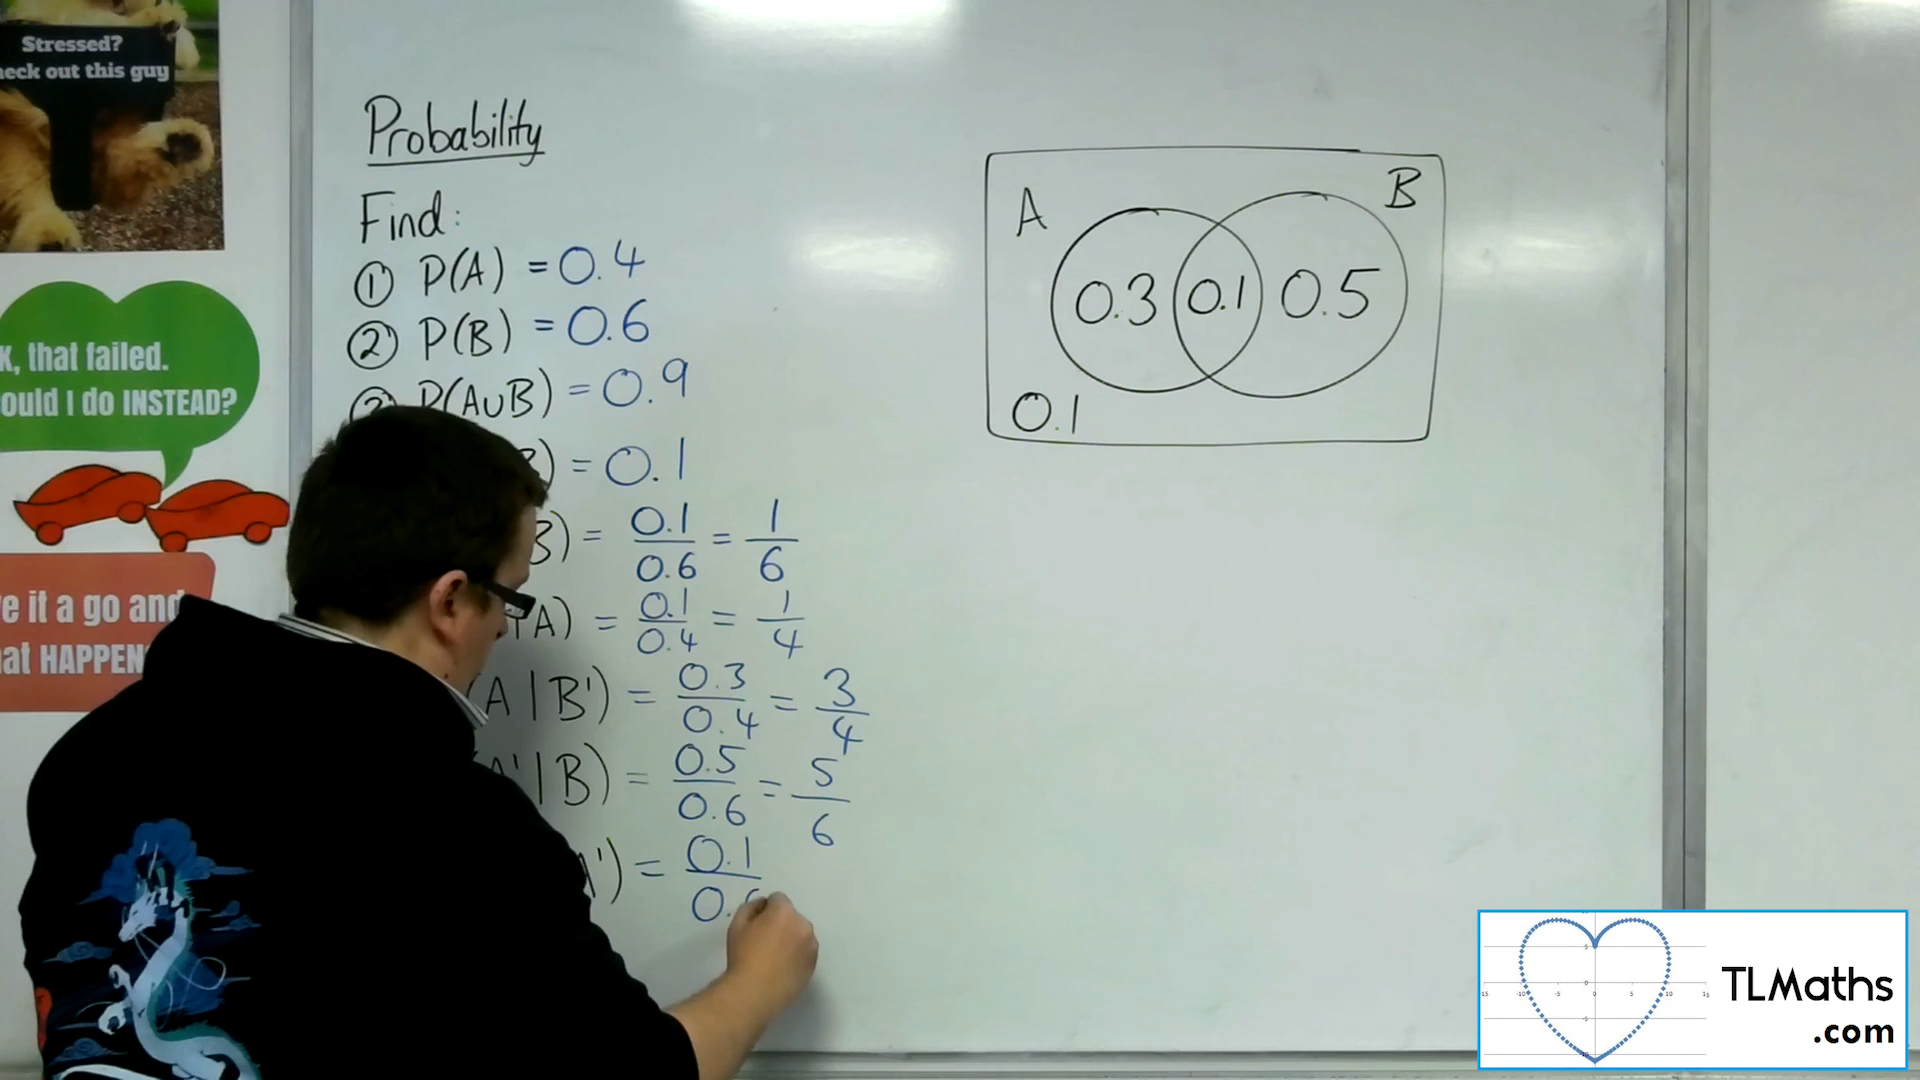 Stressed?
eck out this guy
K, that failed.
ould I do INSTEAD?
e it a go and
at HAPPEN
Probability
Find:
① P(A) = 0.4
② P(B) = 0.6
③ P(A∪B) = 0.9
) = 0.1
B) = 0.1/0.6 = 1/6
A) = 0.1/0.4 = 1/4
(A | B') = 0.3/0.4 = 3/4
A' | B) = 0.5/0.6 = 5/6
A') = 0.1/0.
A
B
0.3 0.1 0.5
0.1
TLMaths
.com